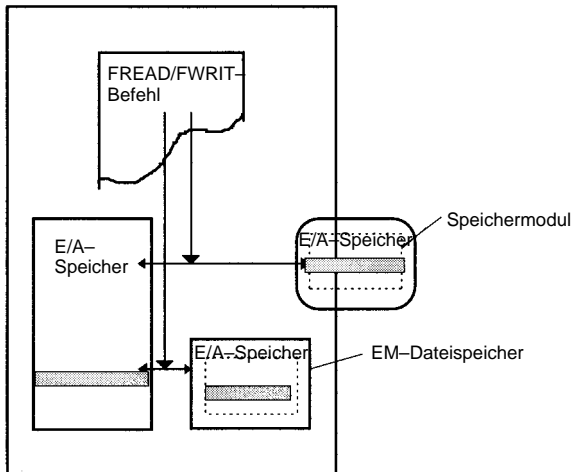 FREAD/FWRIT–
Befehl
E/A–
Speicher
E/A–Speicher
Speichermodul
E/A–Speicher
EM–Dateispeicher